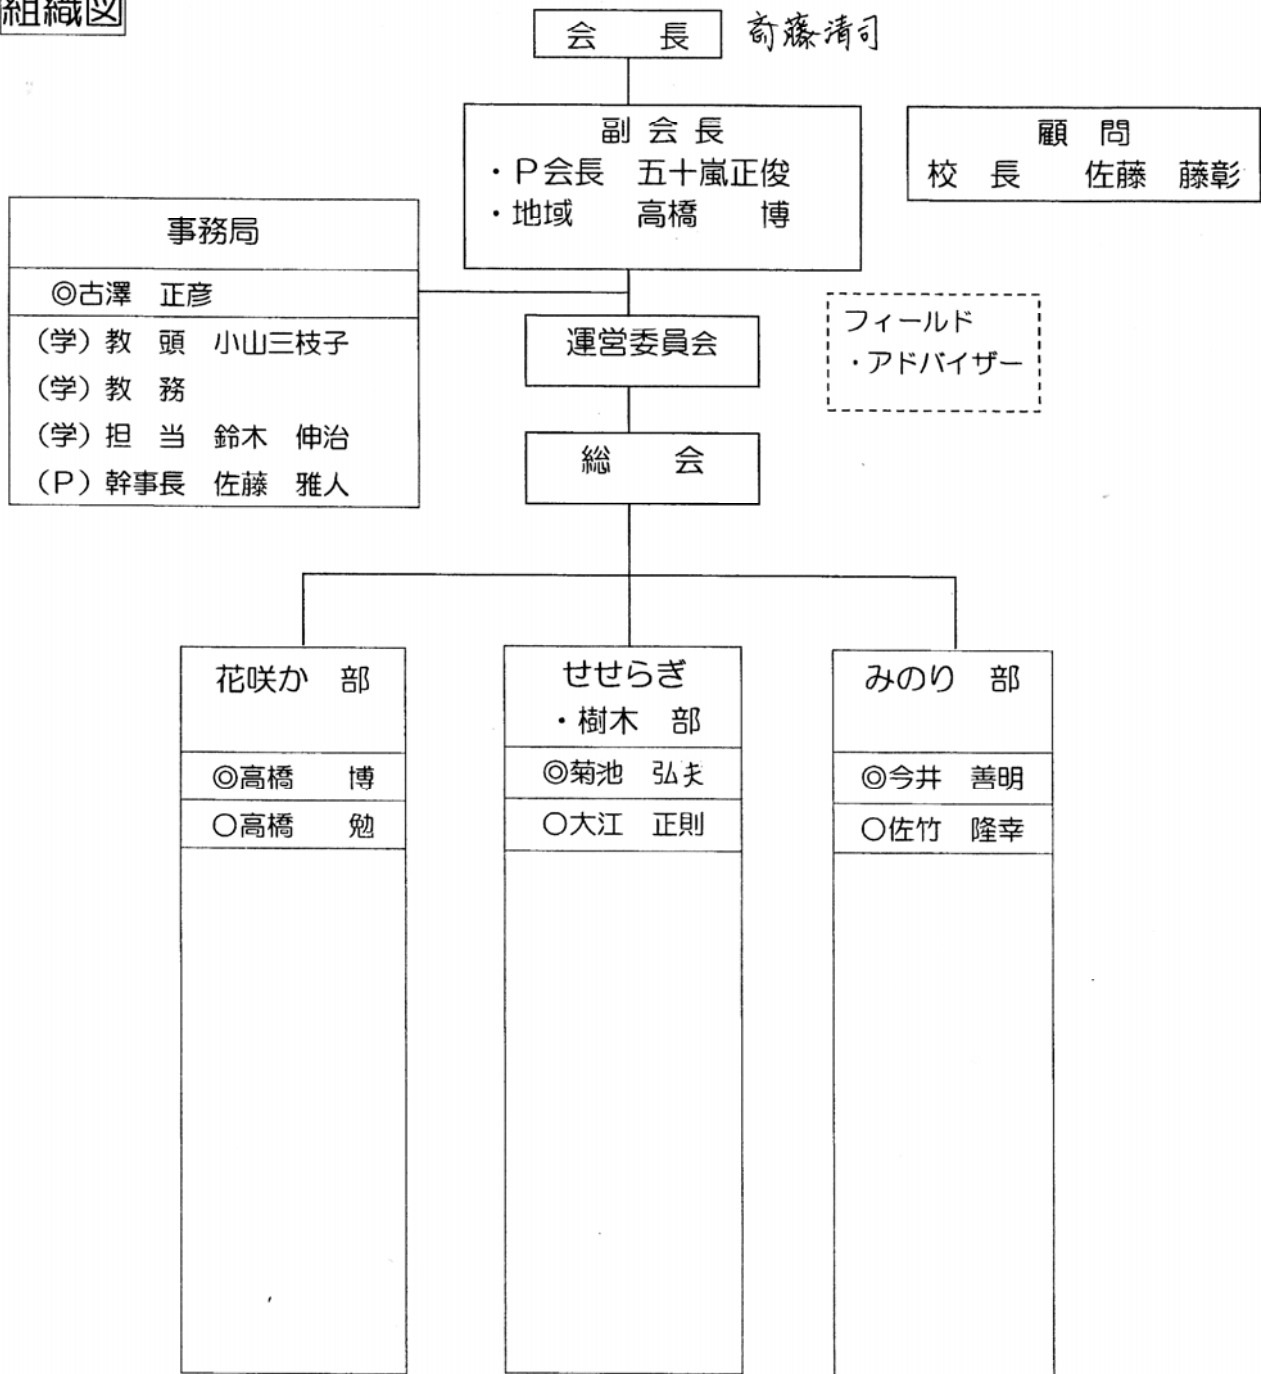 組織図
会　長
斎藤清司
副 会 長
・P会長　五十嵐正俊
・地域　　高橋　　博
顧　問
校　長　　佐藤　藤彰
事務局
◎古澤　正彦
(学) 教　頭　小山三枝子
(学) 教　務
(学) 担　当　鈴木　伸治
(P) 幹事長　佐藤　雅人
運営委員会
フィールド
・アドバイザー
総　会
花咲か　部
◎高橋　　博
○高橋　　勉
せせらぎ
・樹木　部
◎菊池　弘夫
○大江　正則
みのり　部
◎今井　善明
○佐竹　隆幸